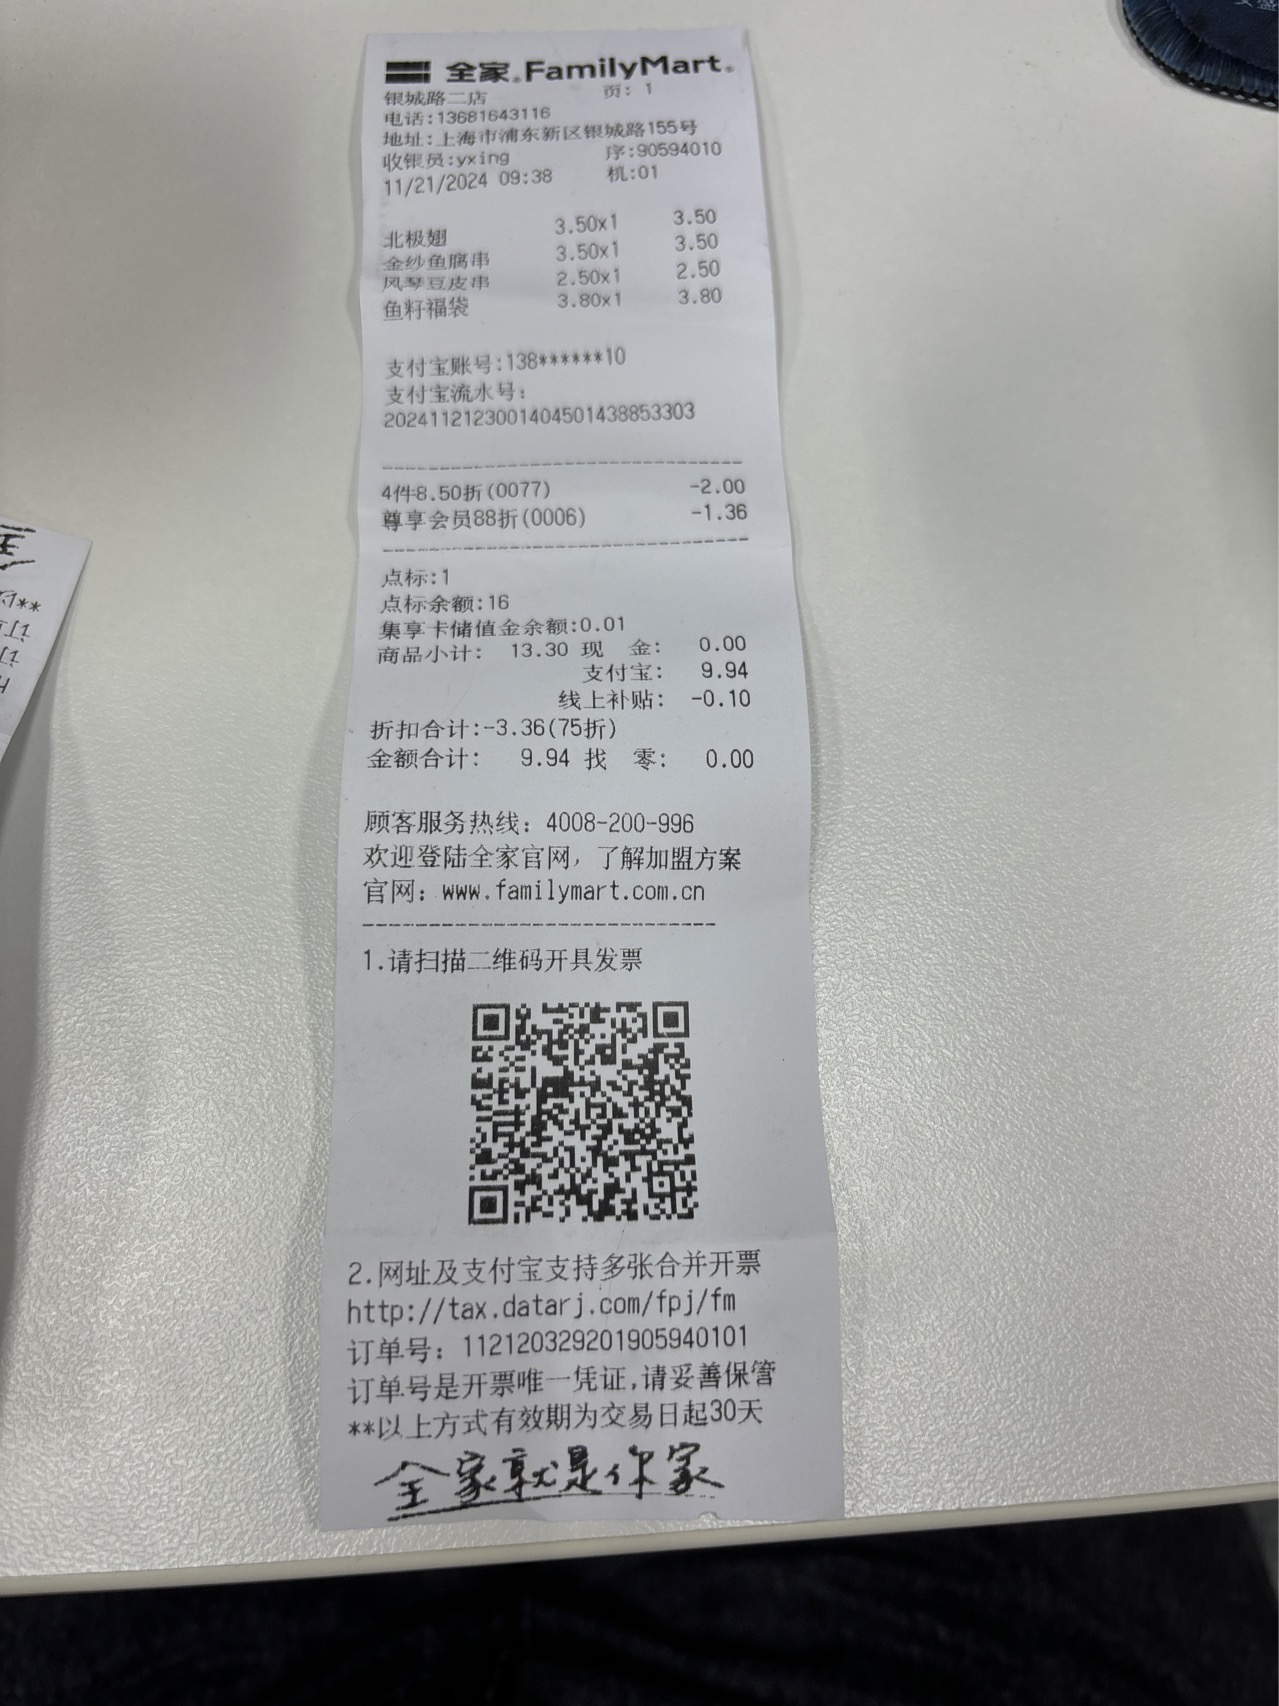 全家 FamilyMart
银城路二店 页: 1
电话:13681643116
地址:上海市浦东新区银城路155号
收银员:yxing 序:90594010
11/21/2024 09:38 机:01
北极翅 3.50x1 3.50
金纱鱼腐串 3.50x1 3.50
风琴豆皮串 2.50x1 2.50
鱼籽福袋 3.80x1 3.80
支付宝账号:138******10
支付宝流水号:
2024112123001404501438853303
4件8.50折(0077) -2.00
尊享会员88折(0006) -1.36
点标:1
点标余额:16
集享卡储值金余额:0.01
商品小计: 13.30 现 金: 0.00
支付宝: 9.94
线上补贴: -0.10
折扣合计:-3.36(75折)
金额合计: 9.94 找 零: 0.00
顾客服务热线: 4008-200-996
欢迎登陆全家官网, 了解加盟方案
官网: www.familymart.com.cn
1.请扫描二维码开具发票
2.网址及支付宝支持多张合并开票
http://tax.datarj.com/fpj/fm
订单号: 112120329201905940101
订单号是开票唯一凭证,请妥善保管
**以上方式有效期为交易日起30天
全家就是你家